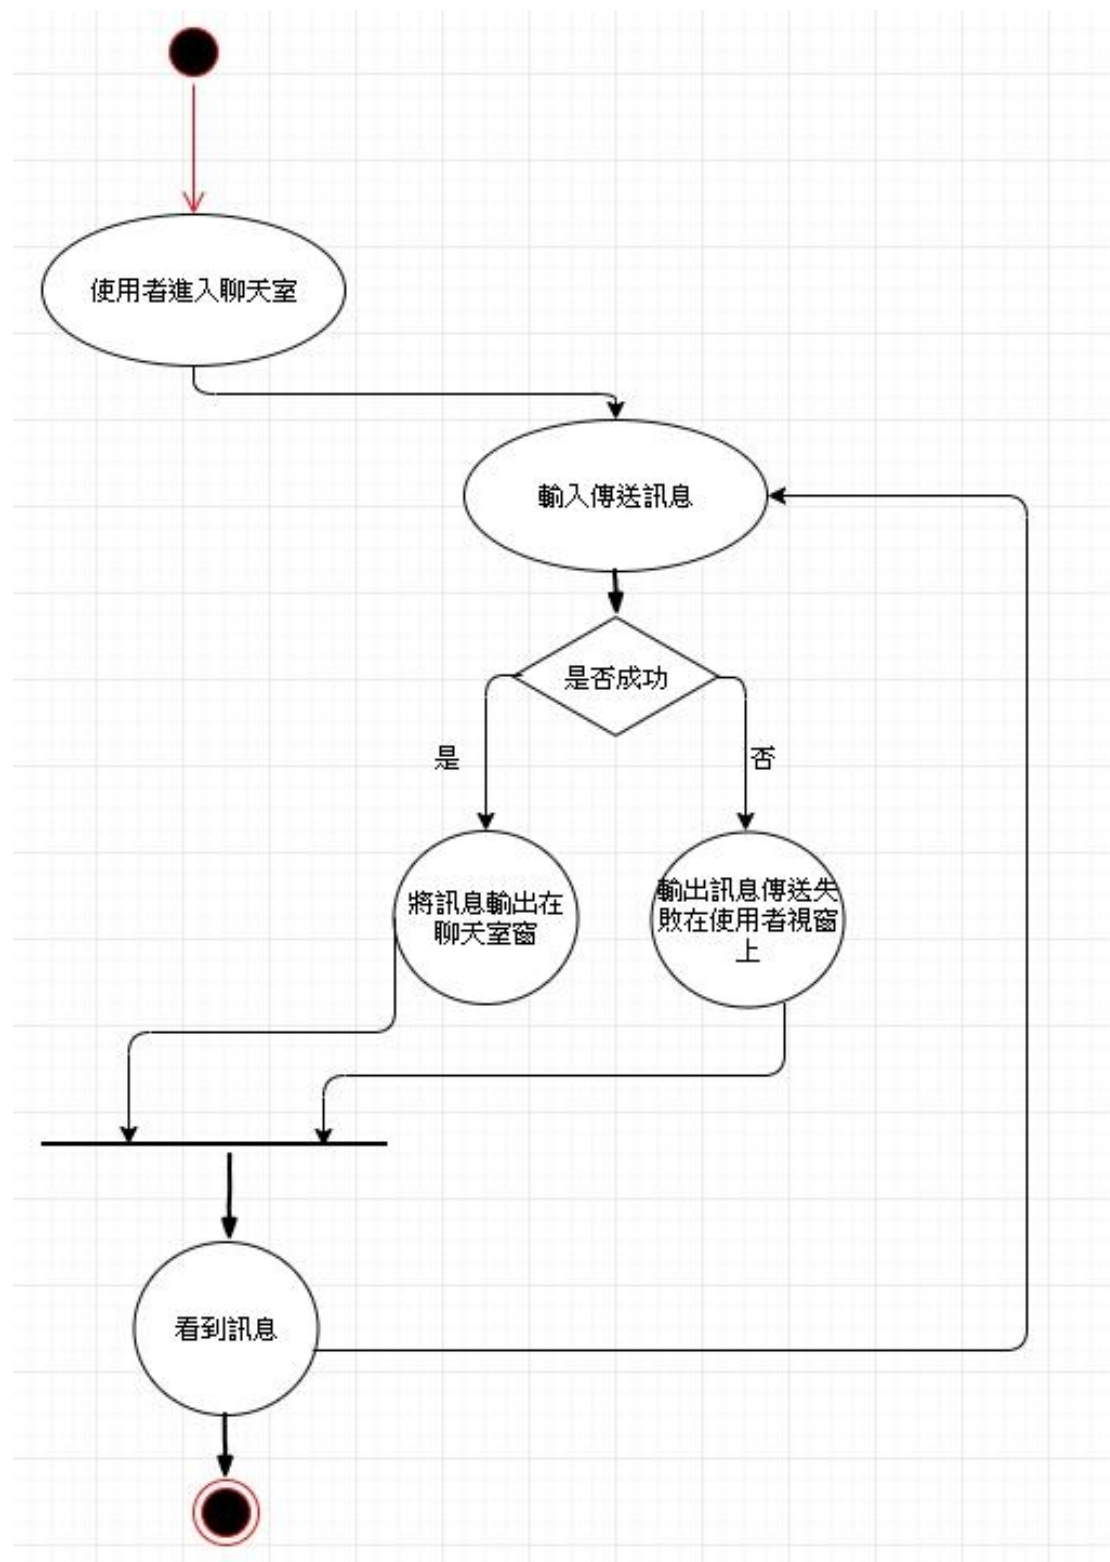 使用者進入聊天室
輸入傳送訊息
是否成功
是
否
將訊息輸出在
聊天室窗
輸出訊息傳送失
敗在使用者視窗
上
看到訊息